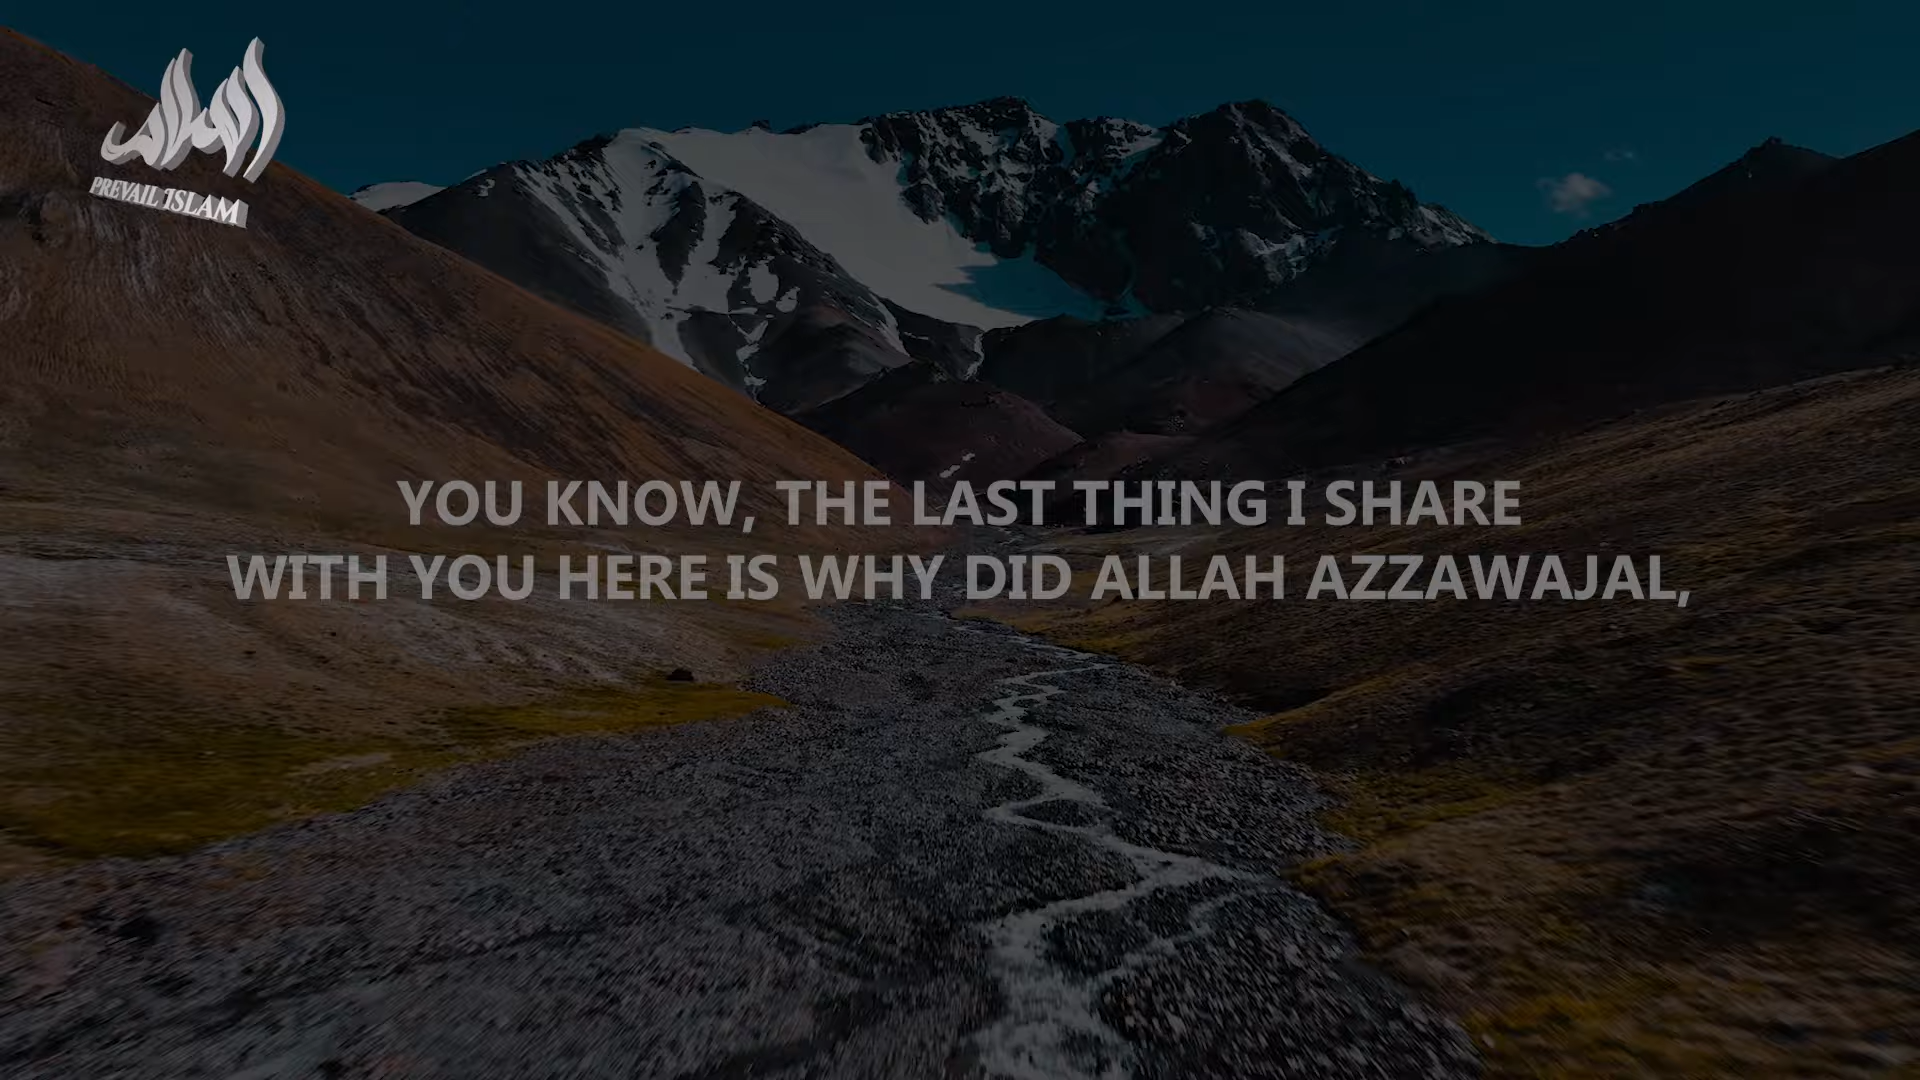 PREVAIL ISLAM
YOU KNOW, THE LAST THING I SHARE
WITH YOU HERE IS WHY DID ALLAH AZZAWAJAL,